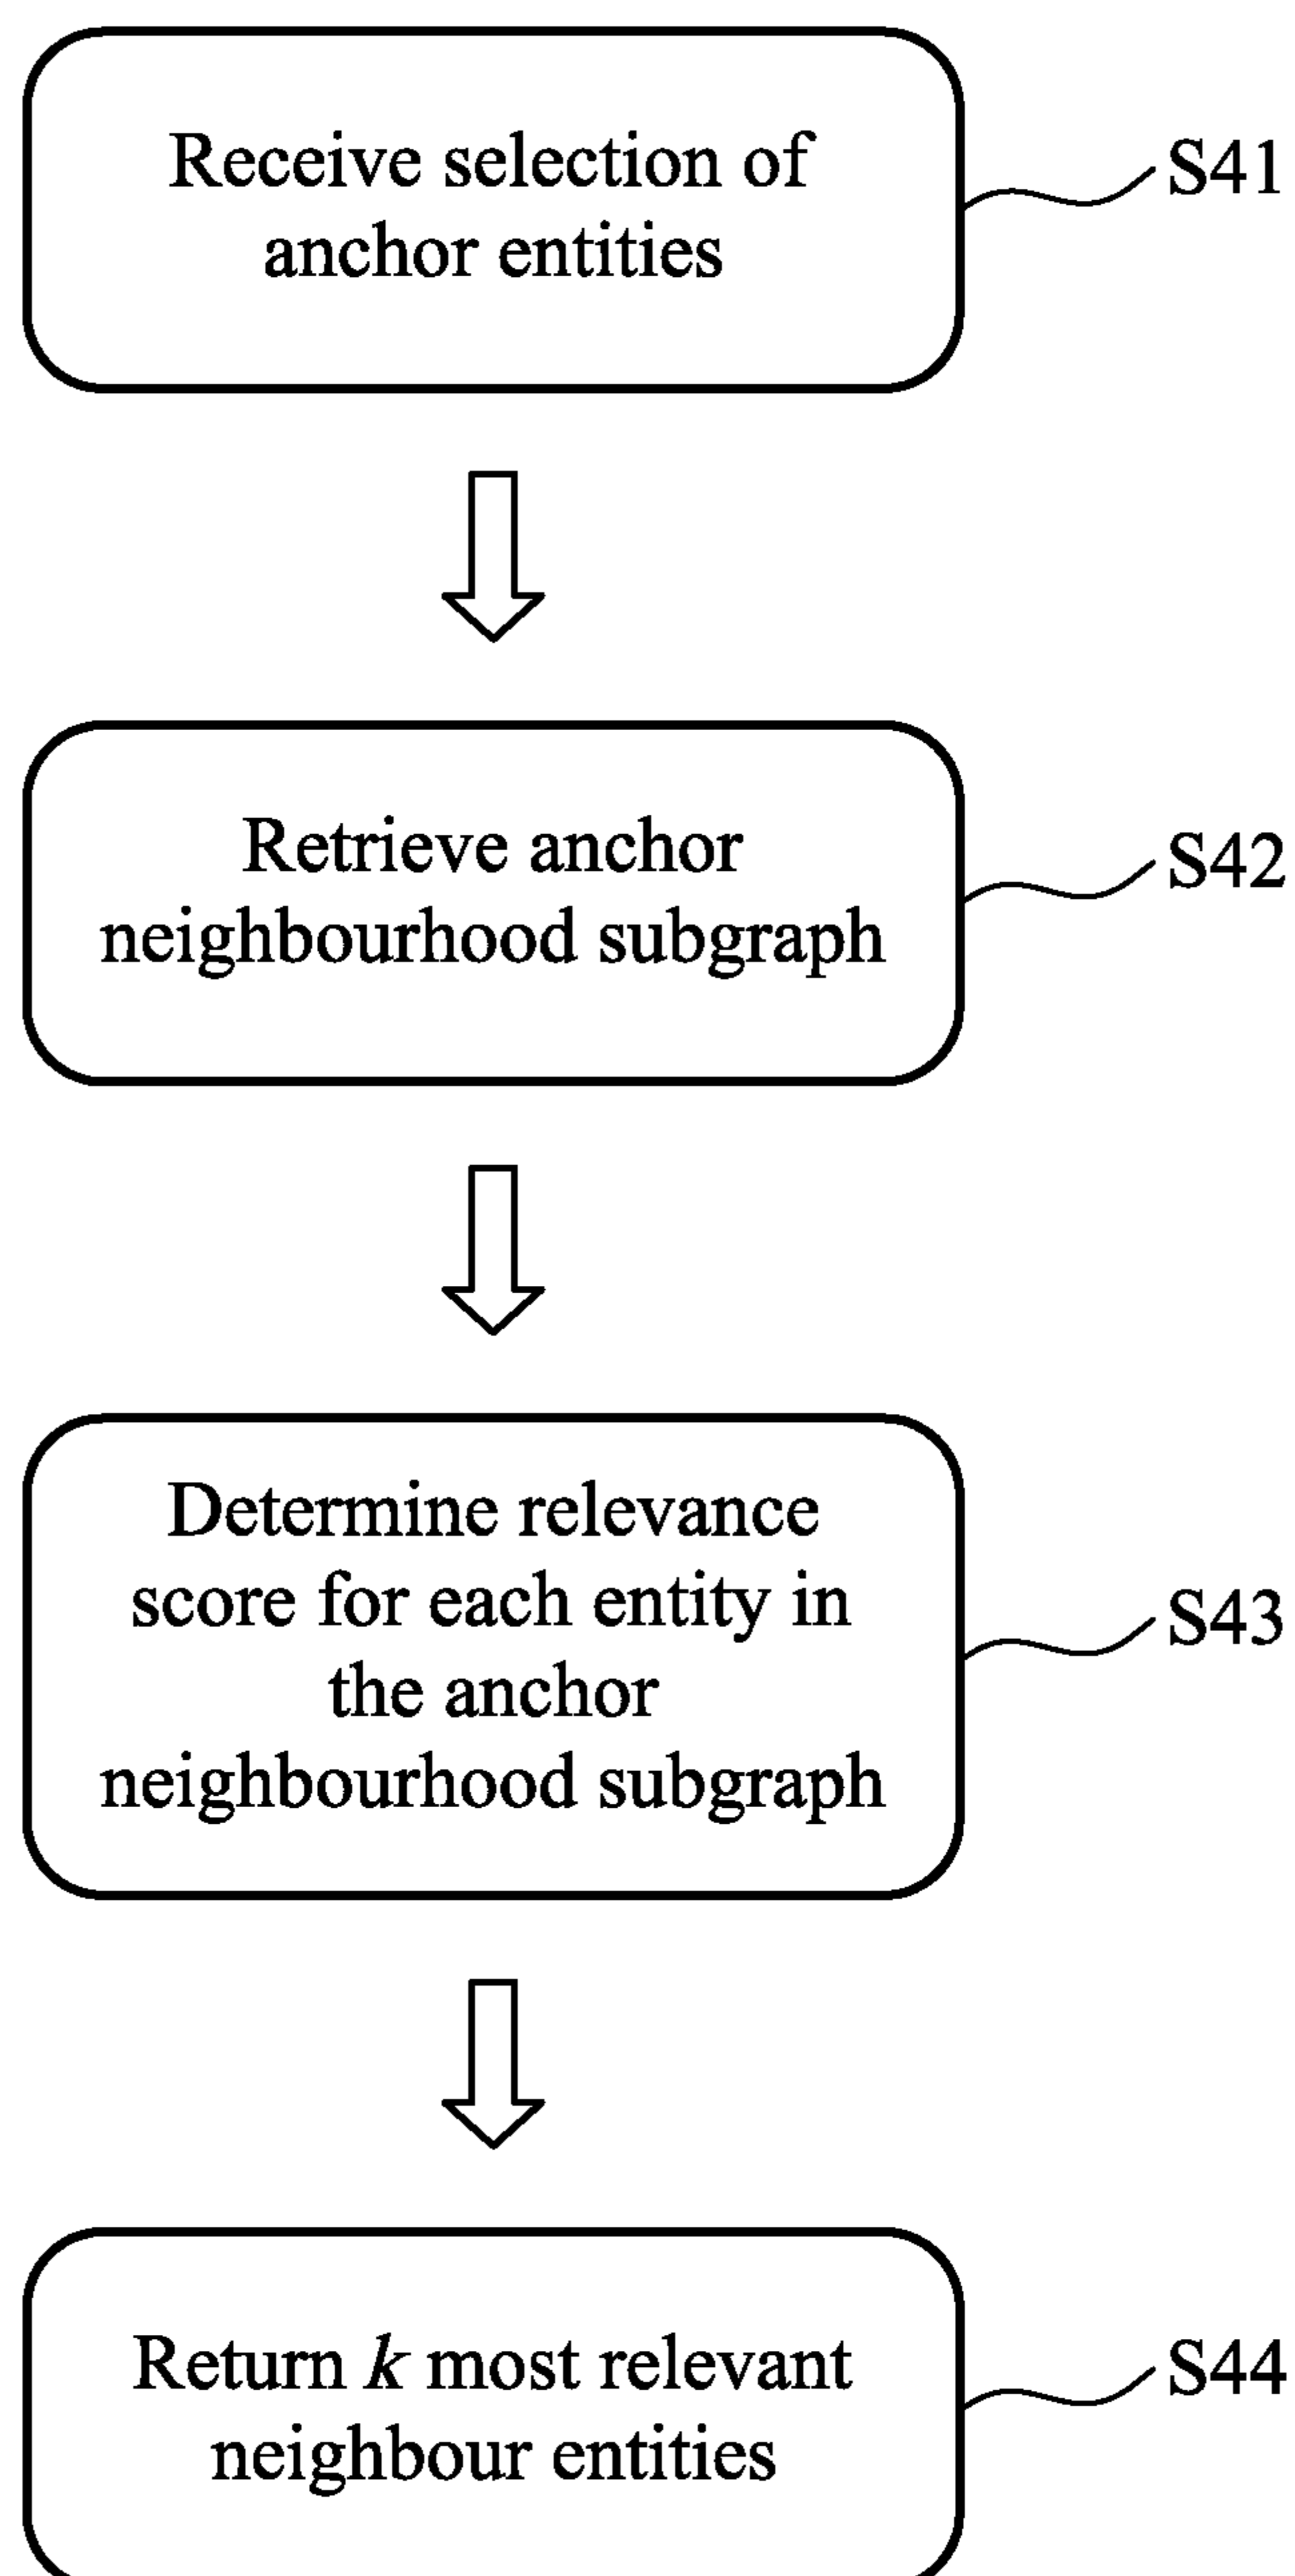 Receive selection of
anchor entities
S41
Retrieve anchor
neighbourhood subgraph
S42
Determine relevance
score for each entity in
the anchor
neighbourhood subgraph
S43
Return k most relevant
neighbour entities
S44